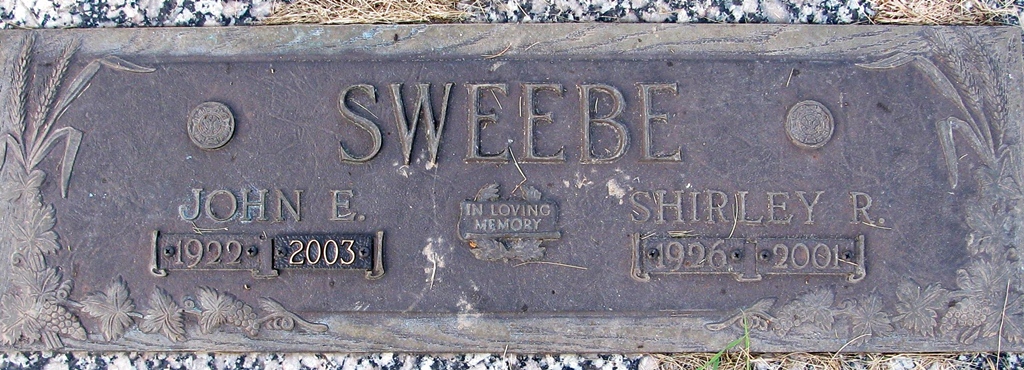 SWEEBE
JOHN E.
1922 2003
IN LOVING
MEMORY
SHIRLEY R.
1926 2001